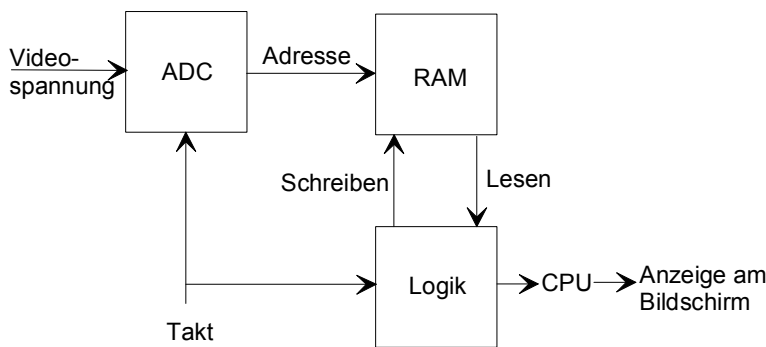 Video-
spannung
ADC
Adresse
RAM
Schreiben
Lesen
Logik
CPU
Anzeige am
Bildschirm
Takt